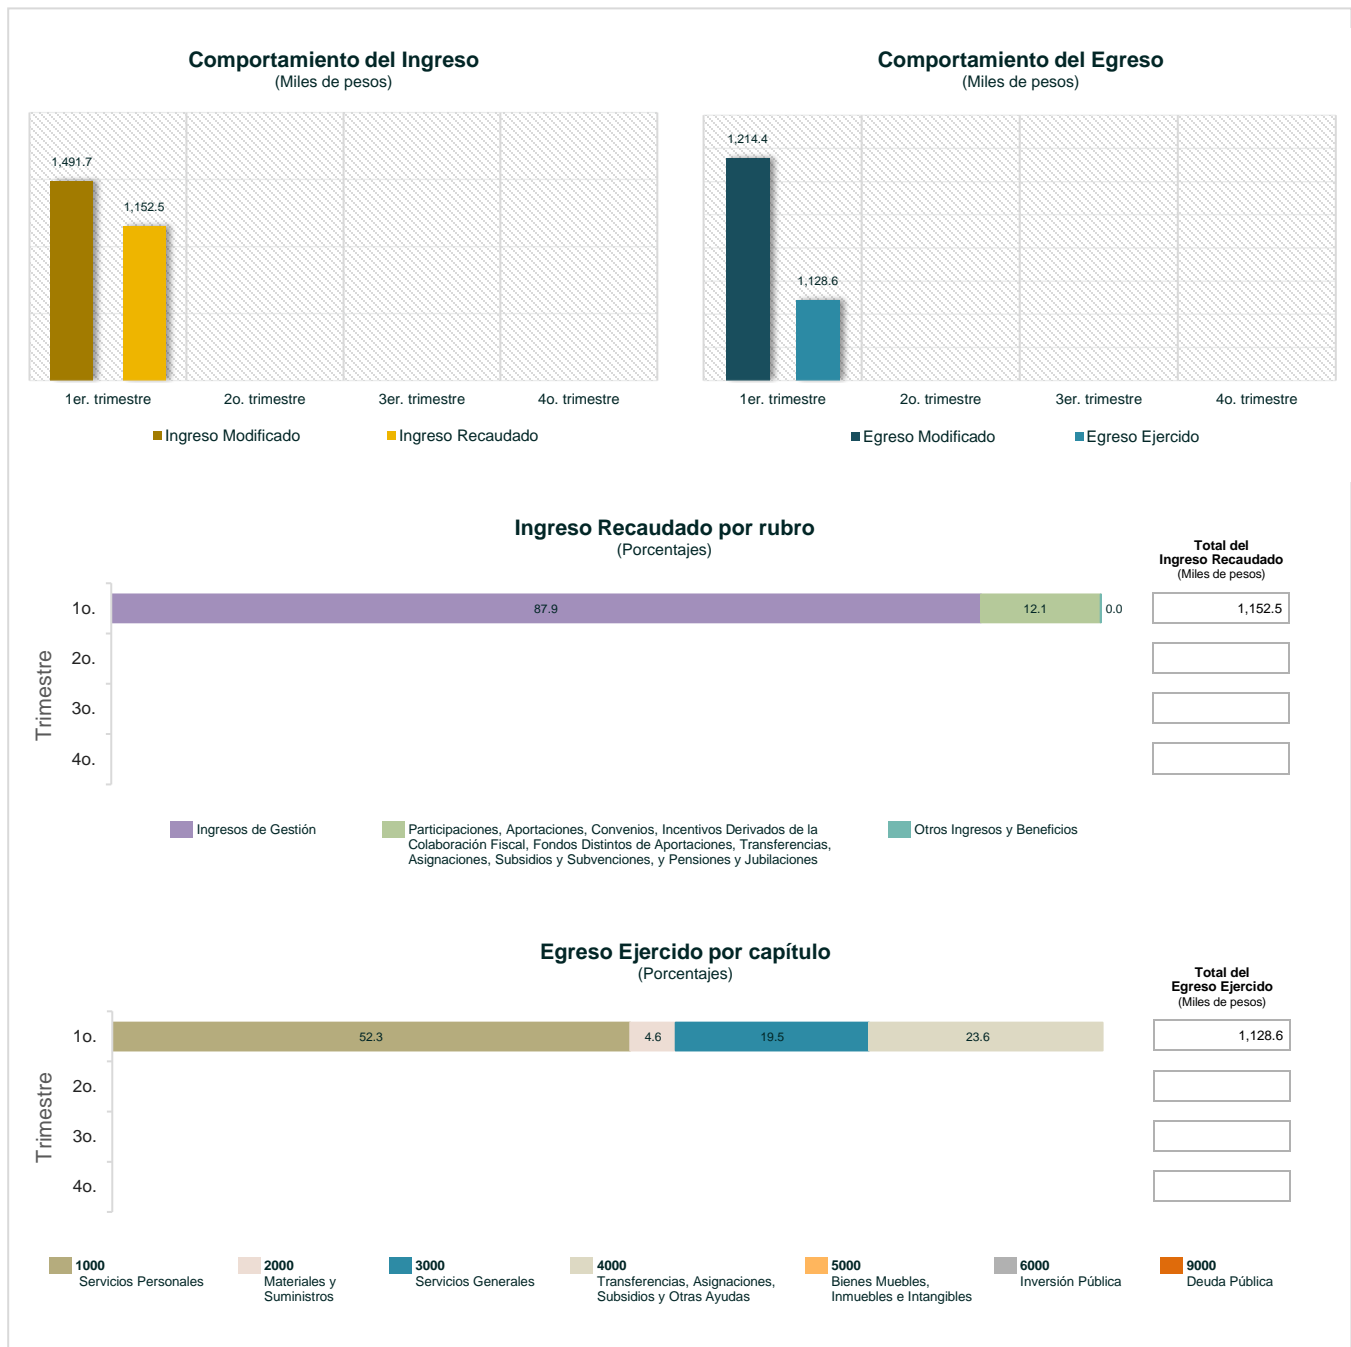 Comportamiento del Ingreso
(Miles de pesos)
1,491.7
1,152.5
1er. trimestre
2o. trimestre
3er. trimestre
4o. trimestre
Ingreso Modificado
Ingreso Recaudado
Comportamiento del Egreso
(Miles de pesos)
1,214.4
1,128.6
1er. trimestre
2o. trimestre
3er. trimestre
4o. trimestre
Egreso Modificado
Egreso Ejercido
Ingreso Recaudado por rubro
(Porcentajes)
Total del
Ingreso Recaudado
(Miles de pesos)
Trimestre
1o.
87.9
12.1
0.0
1,152.5
2o.
3o.
4o.
Ingresos de Gestión
Participaciones, Aportaciones, Convenios, Incentivos Derivados de la
Colaboración Fiscal, Fondos Distintos de Aportaciones, Transferencias,
Asignaciones, Subsidios y Subvenciones, y Pensiones y Jubilaciones
Otros Ingresos y Beneficios
Egreso Ejercido por capítulo
(Porcentajes)
Total del
Egreso Ejercido
(Miles de pesos)
Trimestre
1o.
52.3
4.6
19.5
23.6
1,128.6
2o.
3o.
4o.
1000
Servicios Personales
2000
Materiales y
Suministros
3000
Servicios Generales
4000
Transferencias, Asignaciones,
Subsidios y Otras Ayudas
5000
Bienes Muebles,
Inmuebles e Intangibles
6000
Inversión Pública
9000
Deuda Pública